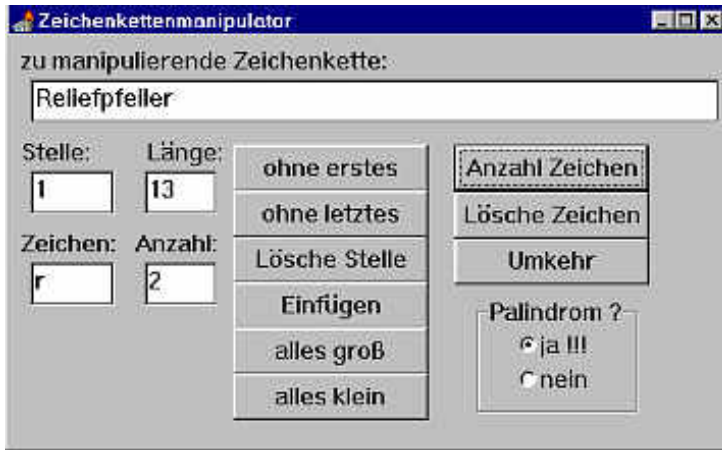 Zeichenkettenmanipulator
zu manipulierende Zeichenkette:
Reliefpfeiler
Stelle: Länge:
1 13
Zeichen: Anzahl:
r 2
ohne erstes
ohne letztes
Lösche Stelle
Einfügen
alles groß
alles klein
Anzahl Zeichen
Lösche Zeichen
Umkehr
Palindrom ?
ja !!!
nein